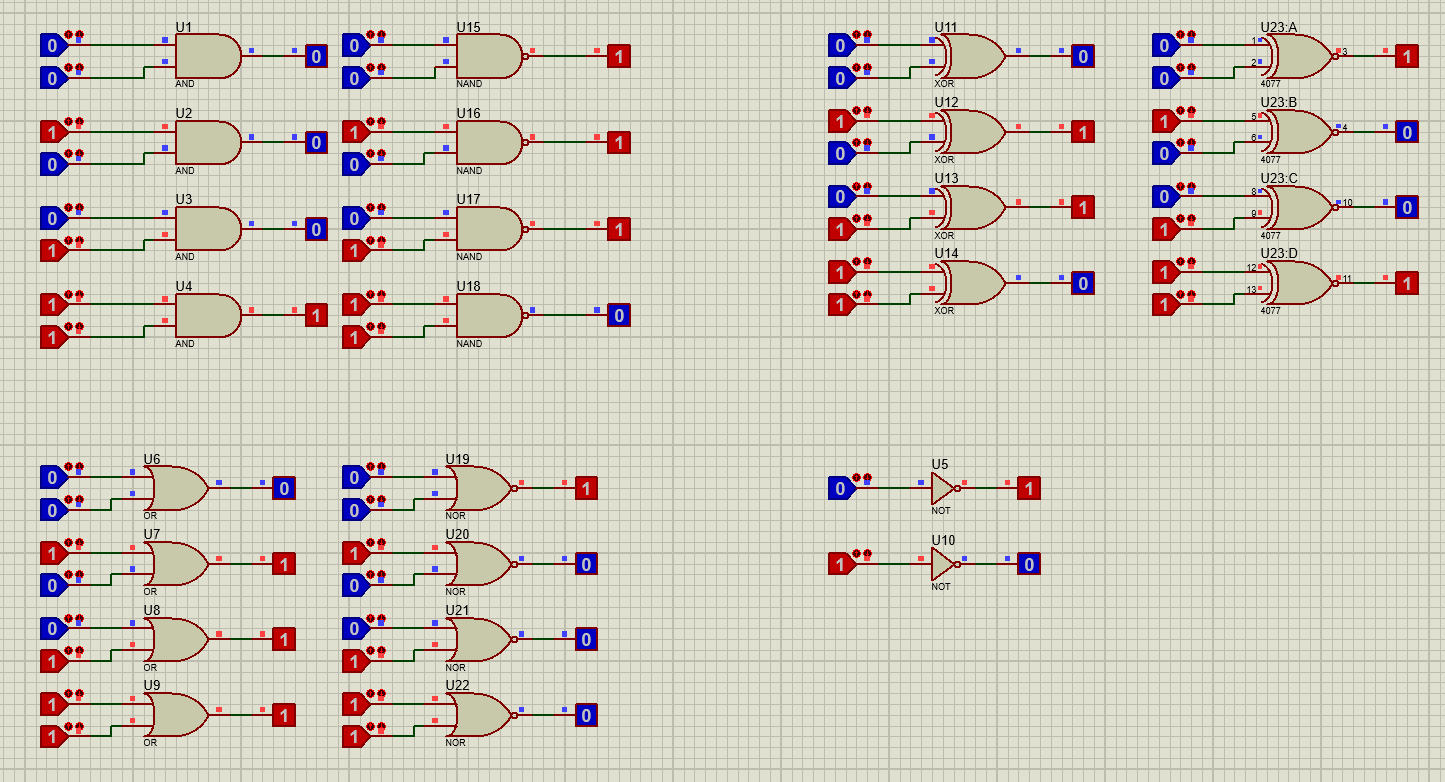 U1 U15 U11 U23:A
0 0 0 0
0 1 0 1 2 3 1
0 0 0 0
AND NAND XOR 4077
U2 U16 U12 U23:B
1 1 1 5 1
0 1 1 6 4 0
0 0 0 0
AND NAND XOR 4077
U3 U17 U13 U23:C
0 0 0 0 8
0 1 1 9 10 0
1 1 1 1
AND NAND XOR 4077
U4 U18 U14 U23:D
1 1 1 1 12
1 0 0 13 11 1
1 1 1 1
AND NAND XOR 4077
U6 U19 U5
0 0 0
0 1 1
0 0
OR NOR NOT
U7 U20 U10
1 1 1
1 0 0
0 0
OR NOR NOT
U8 U21
0 0
1 0
1 1
OR NOR
U9 U22
1 1
1 0
1 1
OR NOR